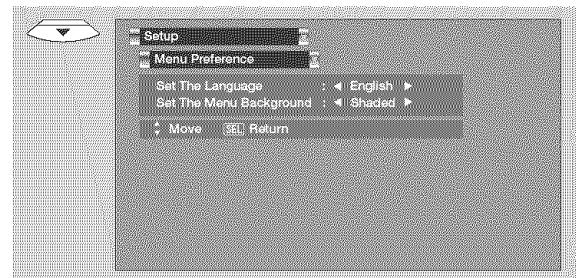 Setup
Menu Preference
Set The Language : ◄ English ►
Set The Menu Background : ◄ Shaded ►
Move SEL Return